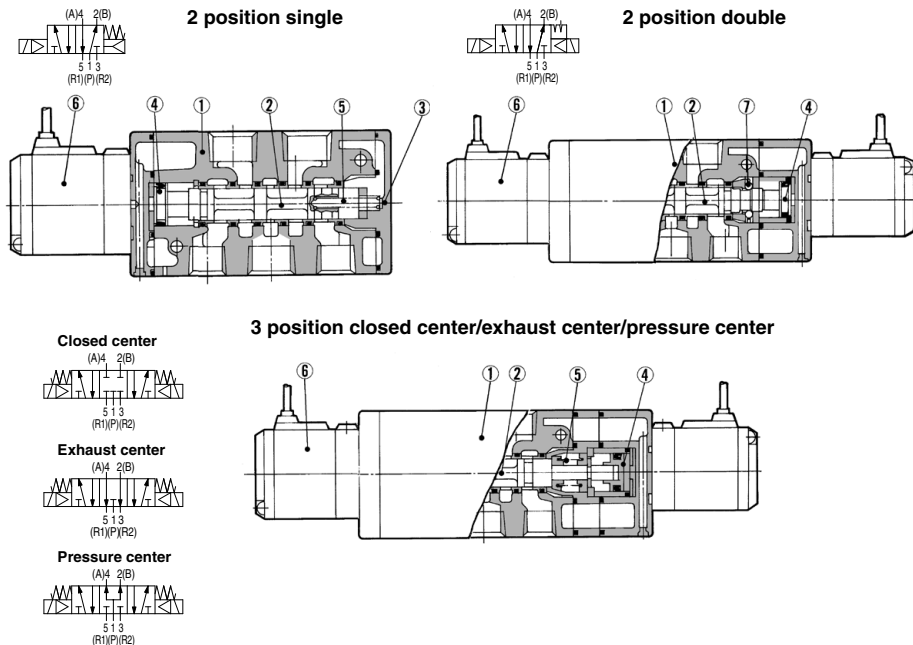 2 position single
(A)4 2(B)
5 1 3
(R1)(P)(R2)
⑥ ④ ① ② ⑤ ③
2 position double
(A)4 2(B)
5 1 3
(R1)(P)(R2)
⑥ ① ② ⑦ ④
3 position closed center/exhaust center/pressure center
⑥ ① ② ⑤ ④
Closed center
(A)4 2(B)
5 1 3
(R1)(P)(R2)
Exhaust center
(A)4 2(B)
5 1 3
(R1)(P)(R2)
Pressure center
(A)4 2(B)
5 1 3
(R1)(P)(R2)